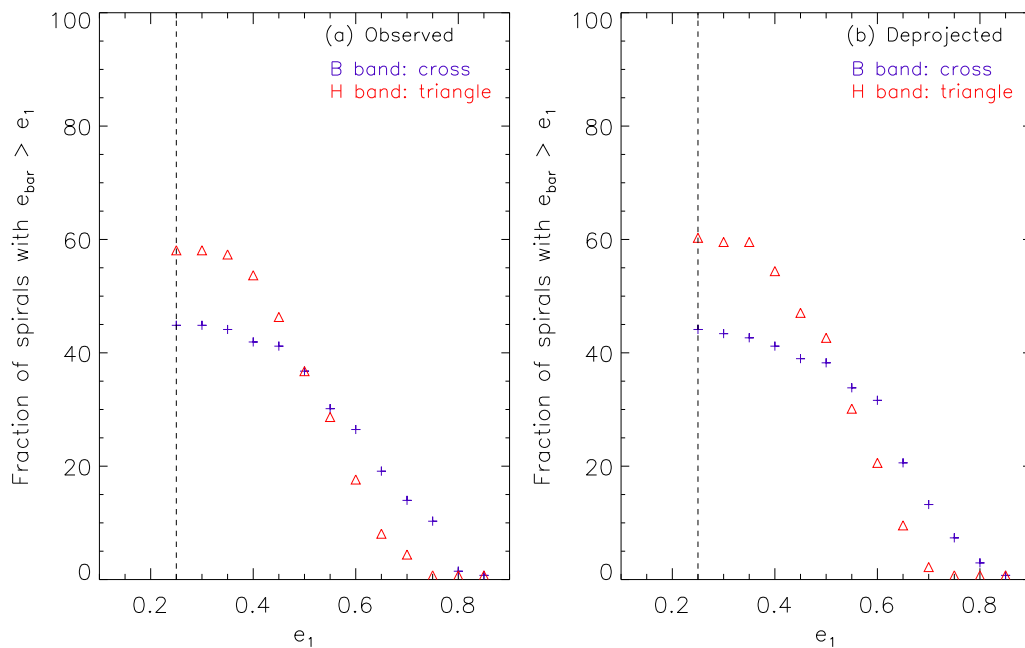 (a) Observed
B band: cross
H band: triangle
Fraction of spirals with e_bar > e_1
100
80
60
40
20
0
0.2 0.4 0.6 0.8
e_1
(b) Deprojected
B band: cross
H band: triangle
Fraction of spirals with e_bar > e_1
100
80
60
40
20
0
0.2 0.4 0.6 0.8
e_1